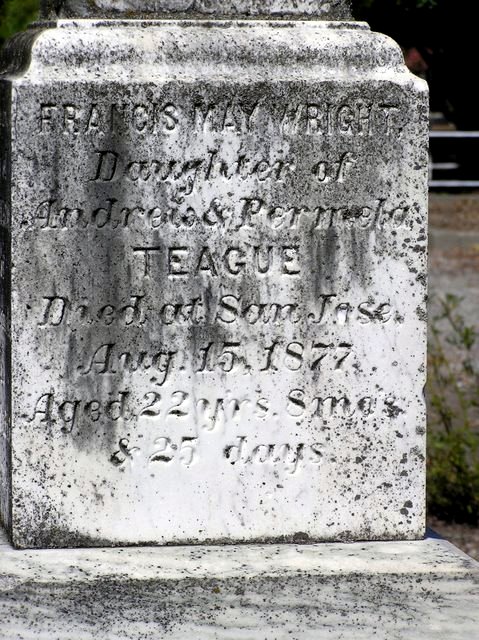 FRANCIS MAY WRIGHT,
Daughter of
Andrew & Permela
TEAGUE
Died at San Jose,
Aug. 15, 1877
Aged 22 yrs. 8 mos.
& 25 days